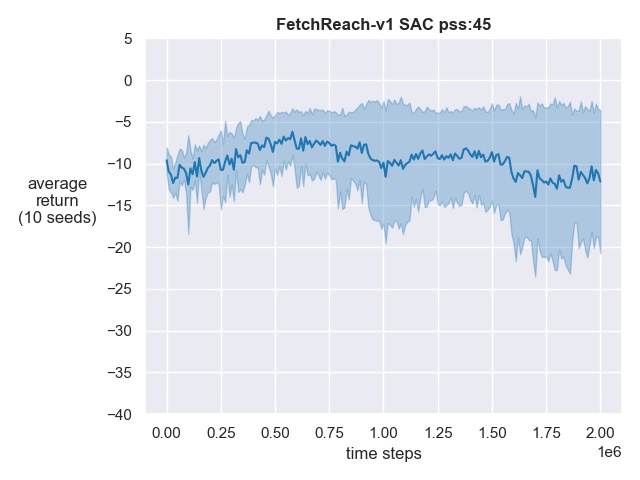 FetchReach-v1 SAC pss:45
5
0
−5
−10
−15
−20
−25
−30
−35
−40
average
return
(10 seeds)
0.00 0.25 0.50 0.75 1.00 1.25 1.50 1.75 2.00
1e6
time steps